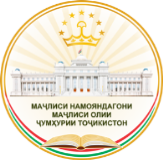 МАҶЛИСИ НАМОЯНДАГОНИ
МАҶЛИСИ ОЛИИ
ҶУМҲУРИИ ТОҶИКИСТОН